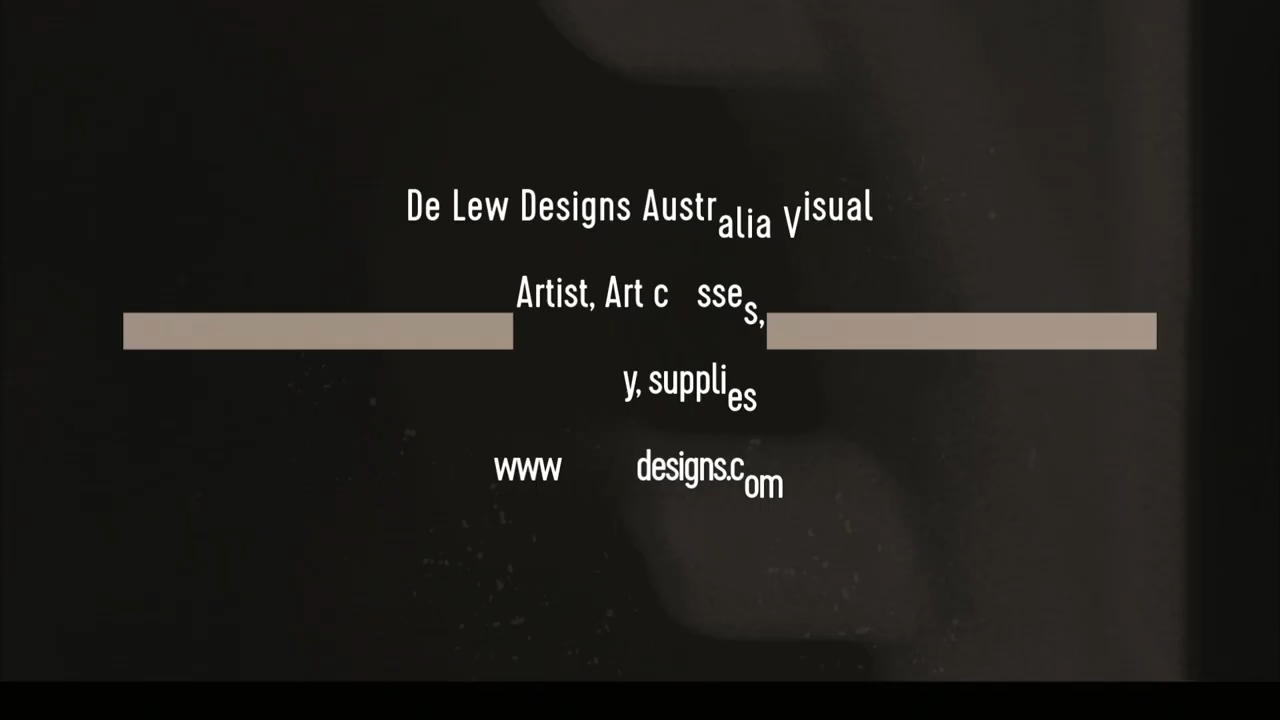 De Lew Designs Australia Visual
Artist, Art c sses,
y, supplies
www designs.com